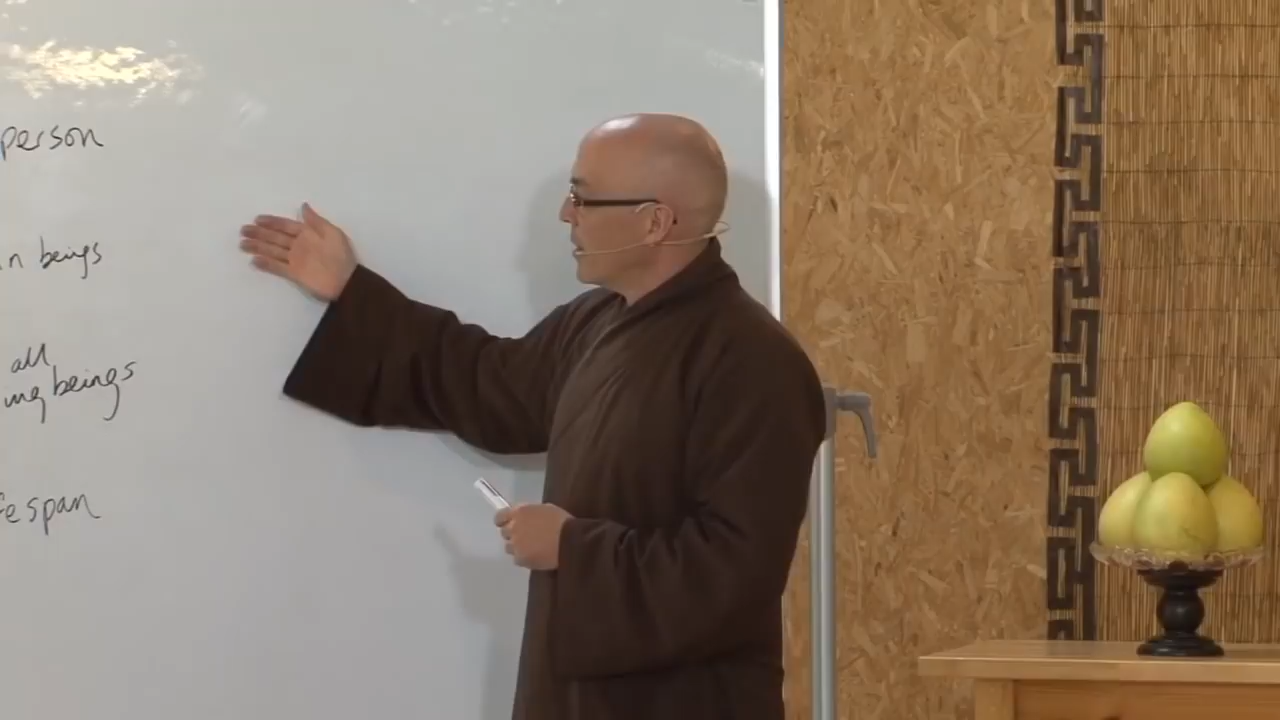 person
n beings
all
ing beings
fe span